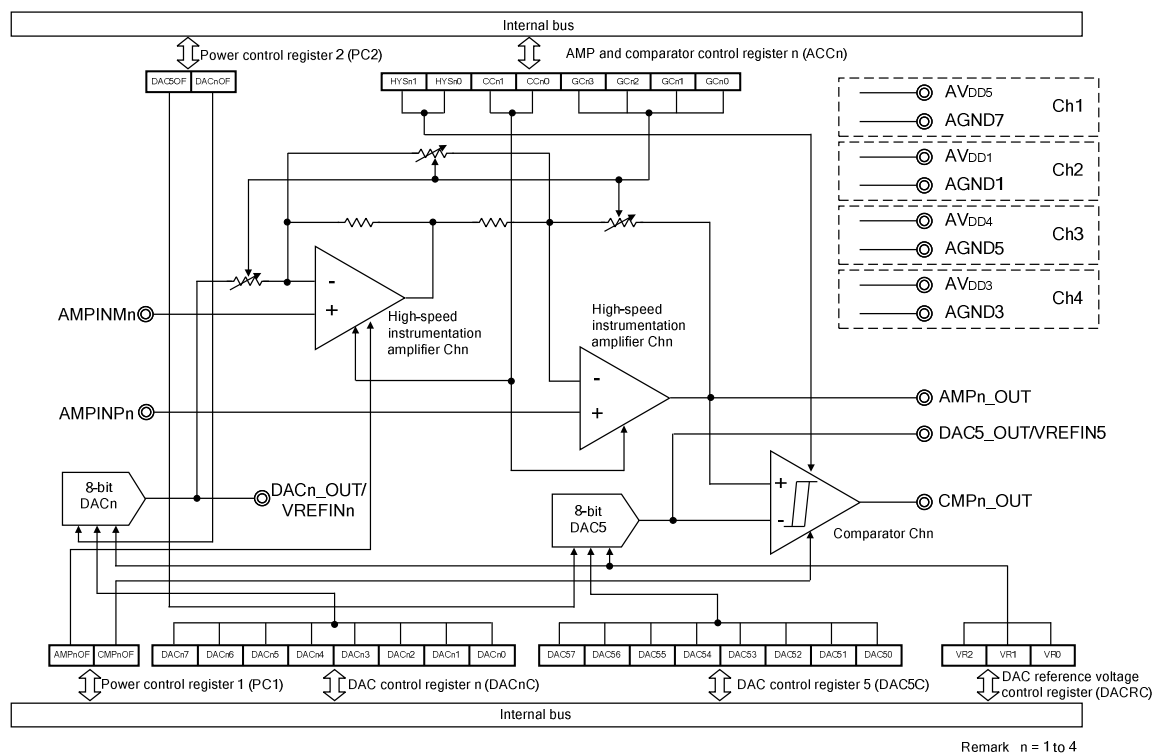 Internal bus
Power control register 2 (PC2)
AMP and comparator control register n (ACCn)
DAC5OF DACnOF
HYSn1 HYSn0 CCn1 CCn0 GCn3 GCn2 GCn1 GCn0
AVDD5
AGND7
Ch1
AVDD1
AGND1
Ch2
AVDD4
AGND5
Ch3
AVDD3
AGND3
Ch4
-
+
AMPINMn
High-speed
instrumentation
amplifier Chn
High-speed
instrumentation
amplifier Chn
-
+
AMPINPn
AMPn_OUT
DAC5_OUT/VREFIN5
8-bit
DACn
DACn_OUT/
VREFINn
8-bit
DAC5
+
-
CMPn_OUT
Comparator Chn
AMPnOF CMPnOF
DACn7 DACn6 DACn5 DACn4 DACn3 DACn2 DACn1 DACn0
DAC57 DAC56 DAC55 DAC54 DAC53 DAC52 DAC51 DAC50
VR2 VR1 VR0
Power control register 1 (PC1)
DAC control register n (DACnC)
DAC control register 5 (DAC5C)
DAC reference voltage
control register (DACRC)
Internal bus
Remark n = 1 to 4